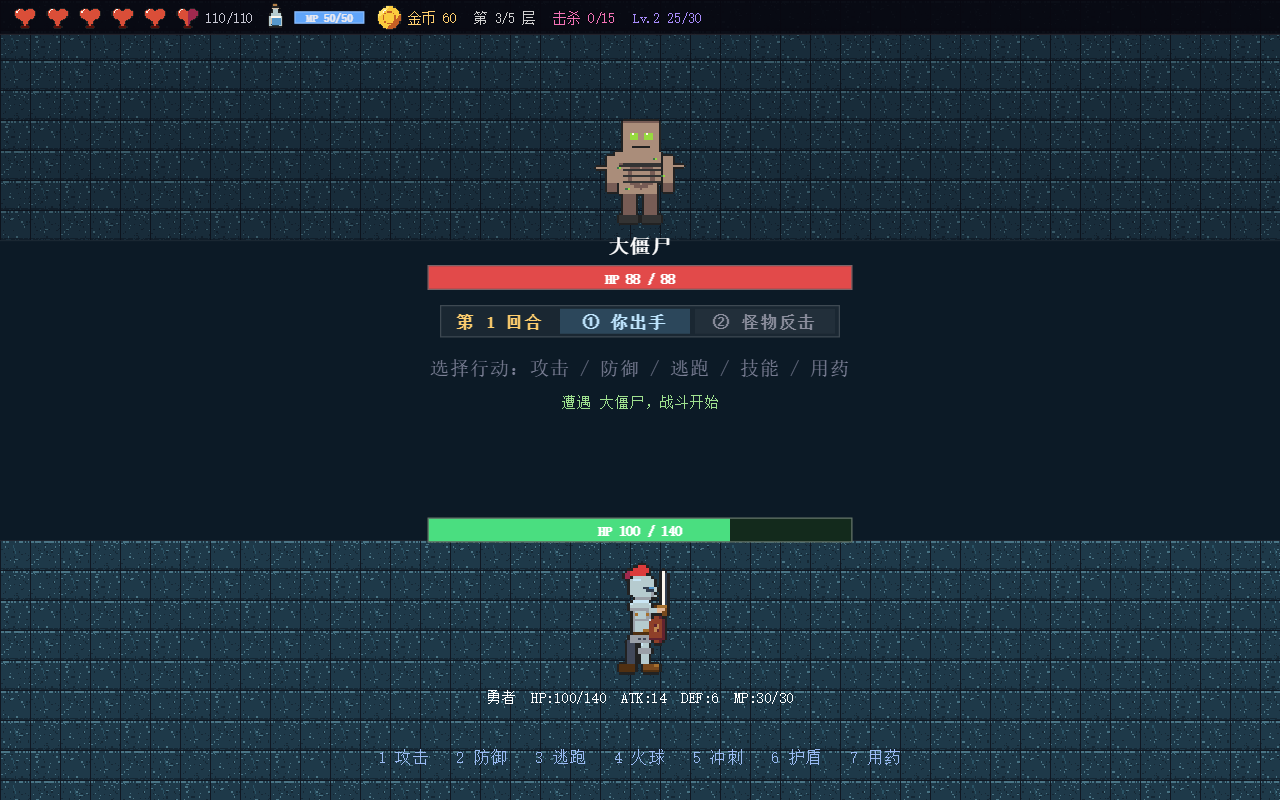 110/110 MP 50/50 金币 60 第 3/5 层 击杀 0/15 Lv.2 25/30
大僵尸
HP 88 / 88
第 1 回合 ① 你出手 ② 怪物反击
选择行动: 攻击 / 防御 / 逃跑 / 技能 / 用药
遭遇 大僵尸，战斗开始
HP 100 / 140
勇者 HP:100/140 ATK:14 DEF:6 MP:30/30
1 攻击 2 防御 3 逃跑 4 火球 5 冲刺 6 护盾 7 用药